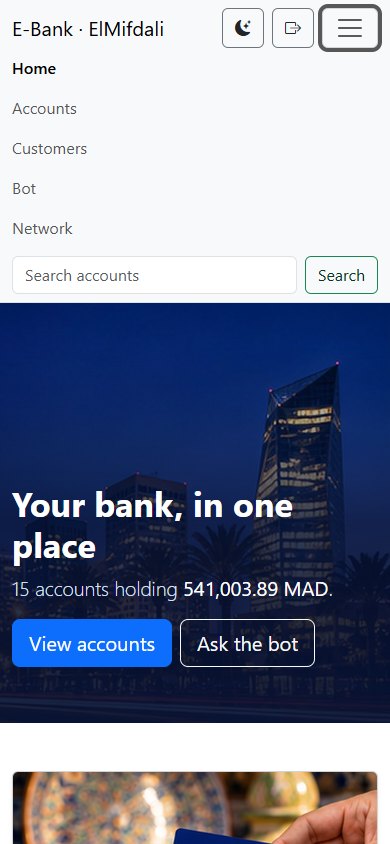 E-Bank · ElMifdali
Home
Accounts
Customers
Bot
Network
Search accounts
Search
Your bank, in one
place
15 accounts holding 541,003.89 MAD.
View accounts
Ask the bot